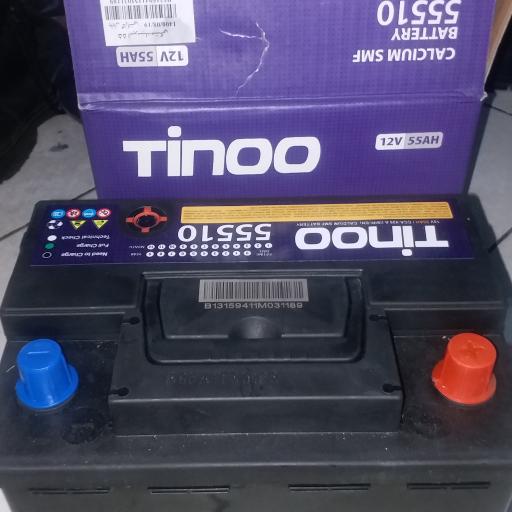 55510
BATTERY
CALCIUM SMF
12V 55AH
Tinoo
12V 55AH
Tinoo
55510
Technical Check
Full Charge
Need to Charge
B13159411M031189